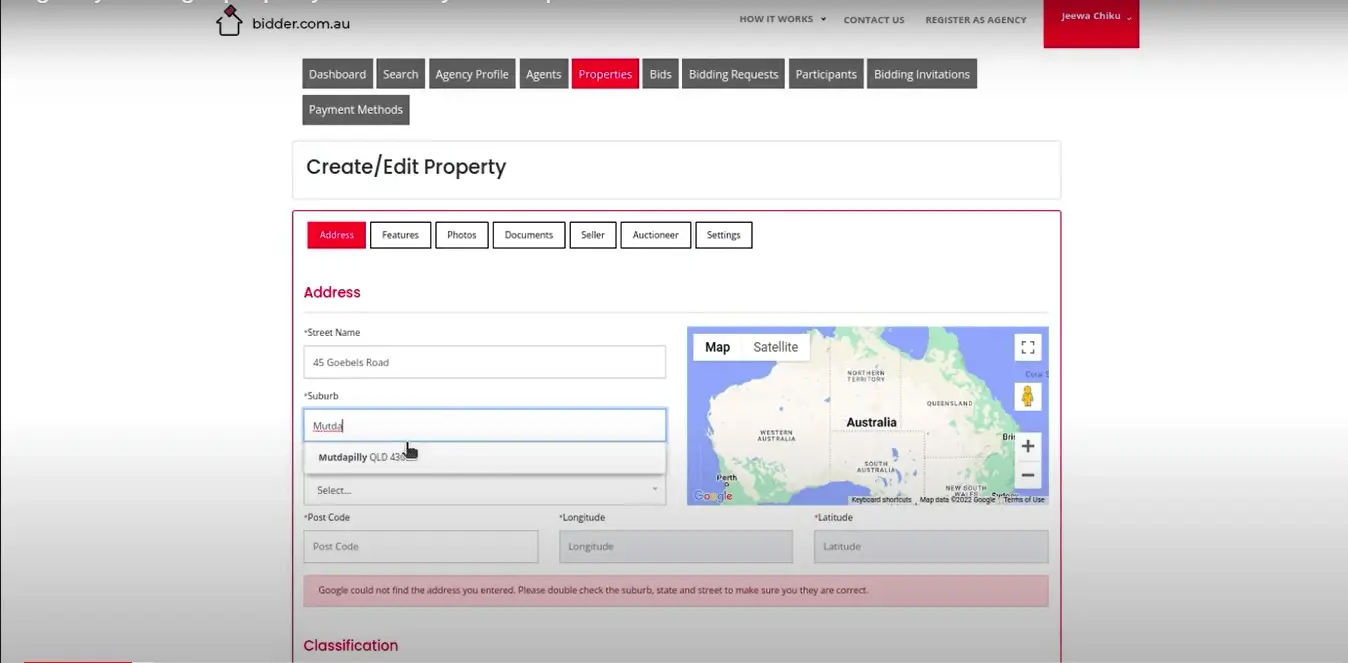 bidder.com.au
HOW IT WORKS CONTACT US REGISTER AS AGENCY Jeewa Chiku
Dashboard Search Agency Profile Agents Properties Bids Bidding Requests Participants Bidding Invitations
Payment Methods
Create/Edit Property
Address Features Photos Documents Seller Auctioneer Settings
Address
*Street Name
45 Goebels Road
*Suburb
Mutda
Mutdapilly QLD
Select...
Map Satellite
NORTHERN
TERRITORY
QUEENSLAND
Australia
WESTERN
AUSTRALIA
SOUTH
AUSTRALIA
Perth
NEW SOUTH
WALES
Google
Keyboard shortcuts Map data ©2022 Google Terms of Use
*Post Code *Longitude *Latitude
Post Code Longitude Latitude
Google could not find the address you entered. Please double check the suburb, state and street to make sure you they are correct.
Classification